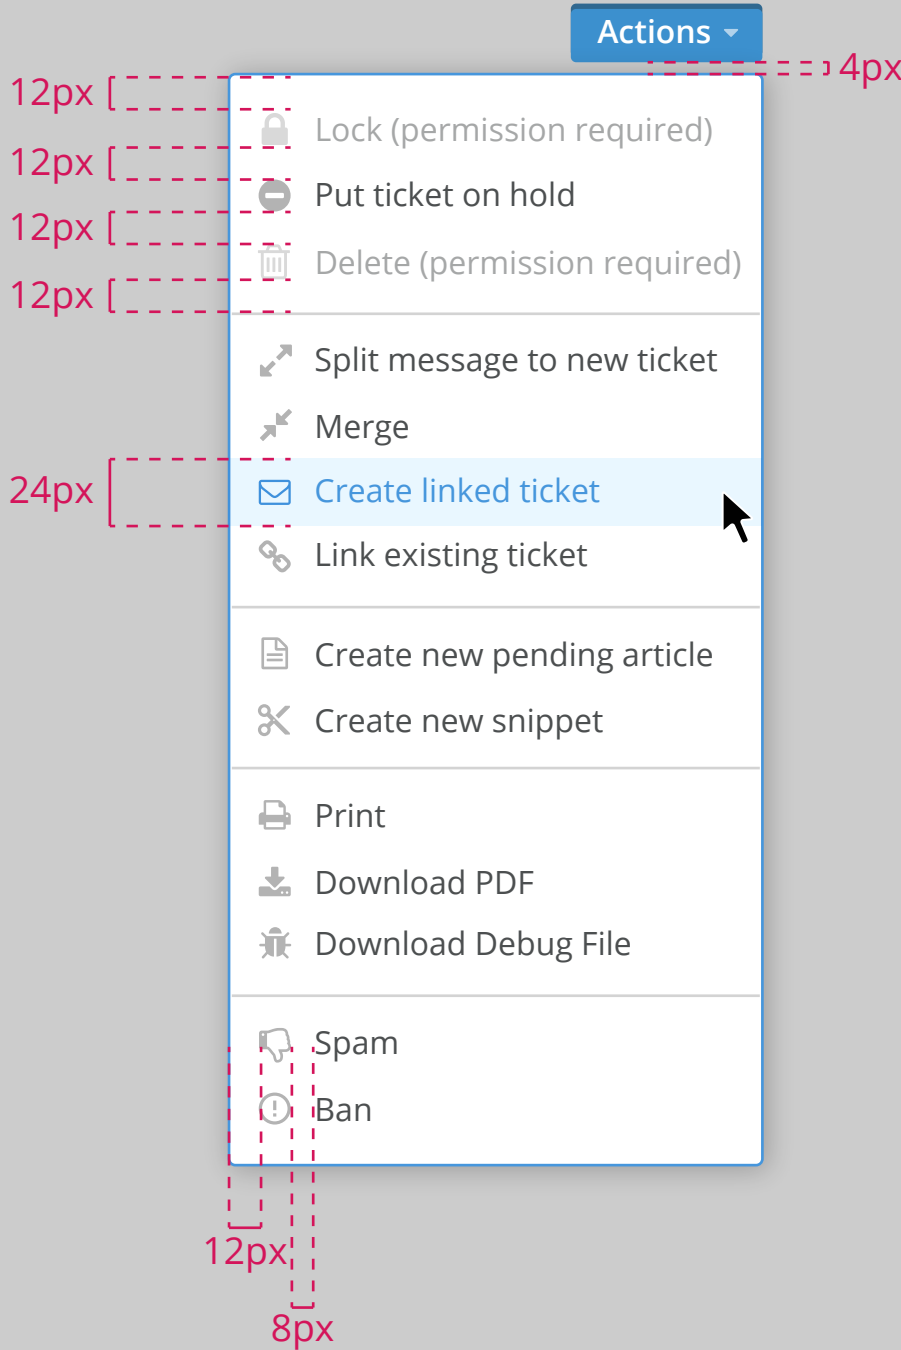 Actions
4px
12px
Lock (permission required)
12px
Put ticket on hold
12px
Delete (permission required)
12px
Split message to new ticket
Merge
24px
Create linked ticket
Link existing ticket
Create new pending article
Create new snippet
Print
Download PDF
Download Debug File
Spam
Ban
12px
8px